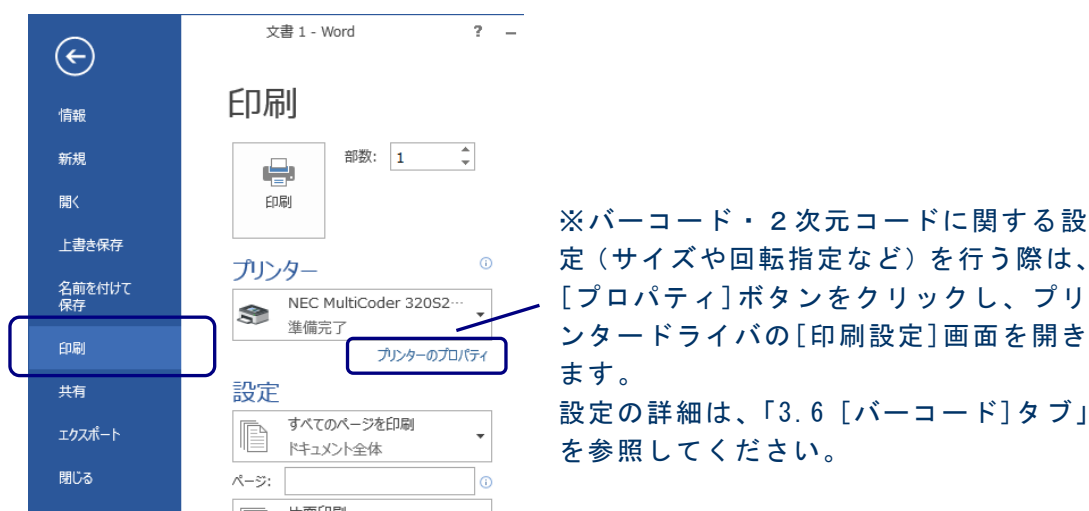 文書 1 - Word
?
情報
新規
開く
上書き保存
名前を付けて
保存
印刷
共有
エクスポート
閉じる
印刷
部数: 1
印刷
プリンター
NEC MultiCoder 320S2…
準備完了
プリンターのプロパティ
設定
すべてのページを印刷
ドキュメント全体
ページ:
片面印刷
※バーコード・2次元コードに関する設
定（サイズや回転指定など）を行う際は、
[プロパティ]ボタンをクリックし、プリ
ンタードライバの[印刷設定]画面を開き
ます。
設定の詳細は、「3.6 [バーコード]タブ」
を参照してください。